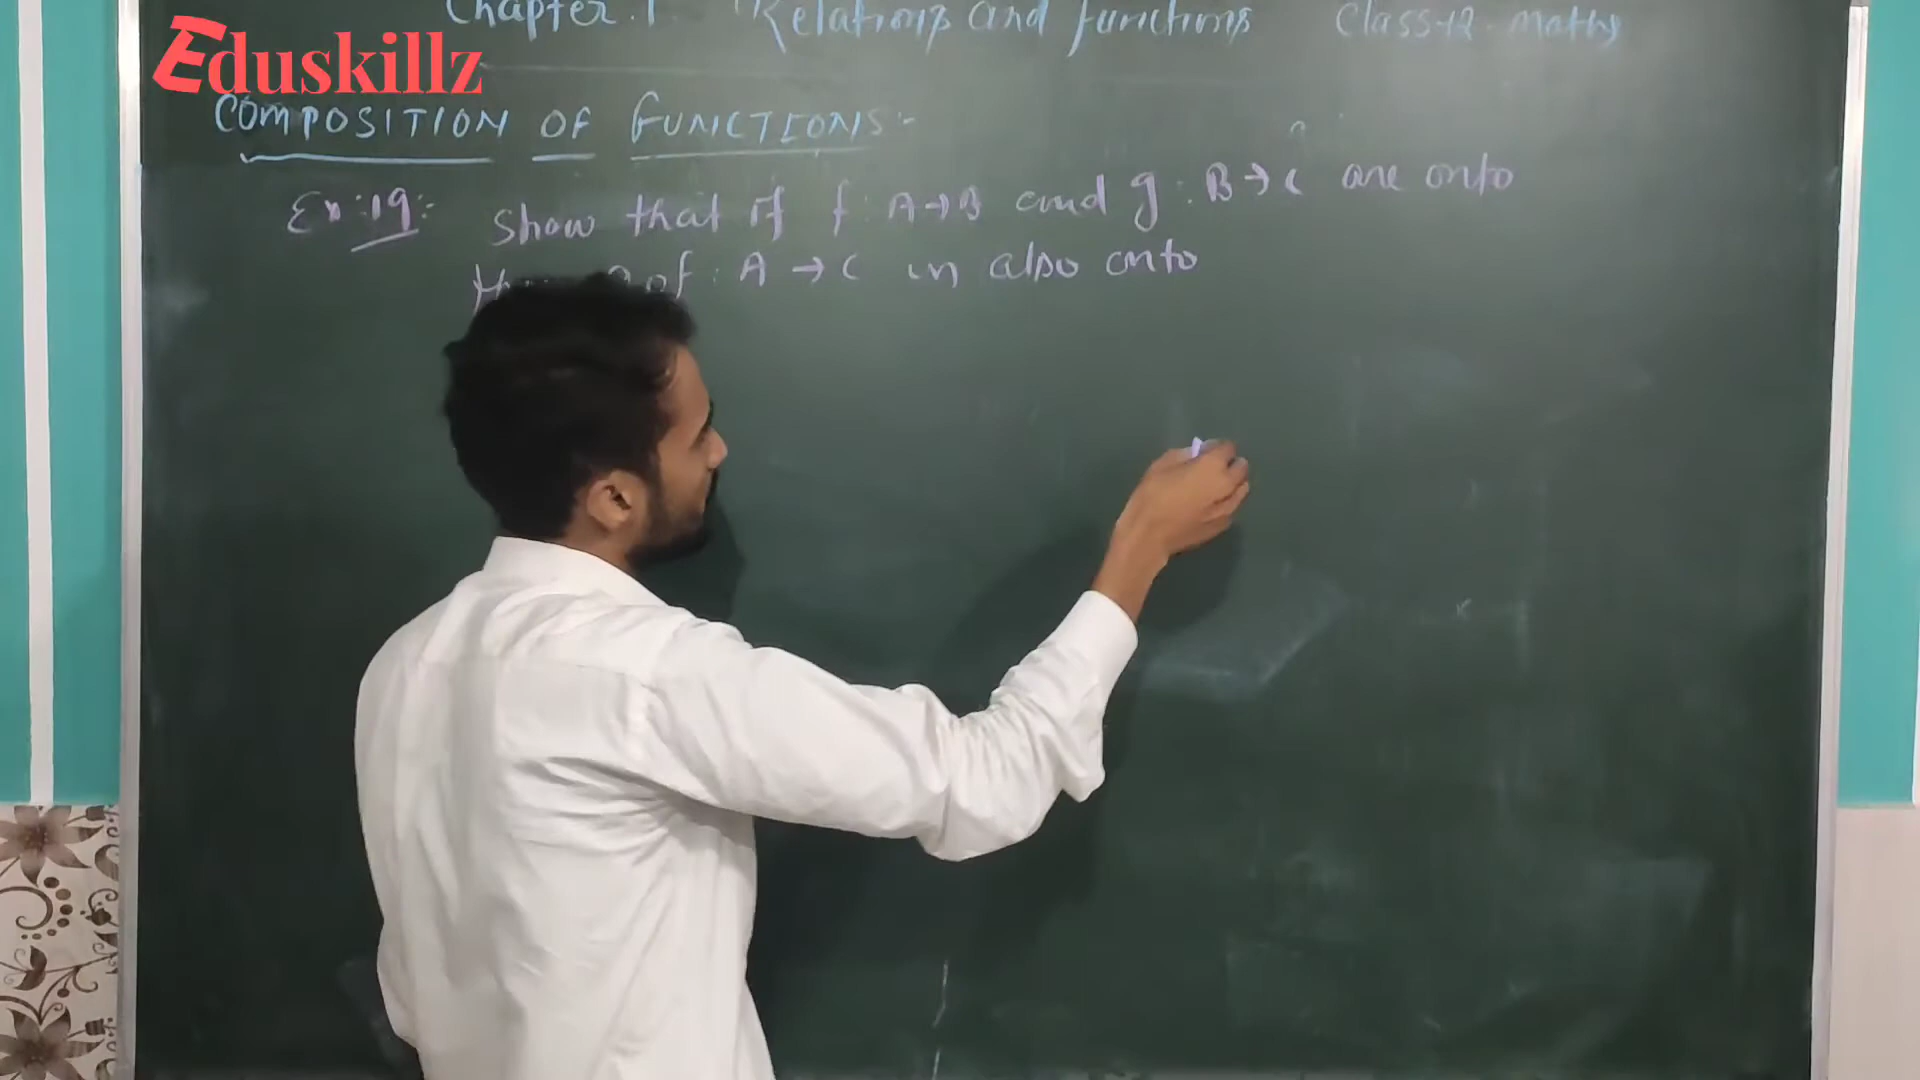 Chapter.1 Relations and functions Class-12. Maths
Eduskillz
COMPOSITION OF FUNCTIONS:-
Ex:19:- Show that if f: A→B and g: B→C are onto
gof: A → C is also onto